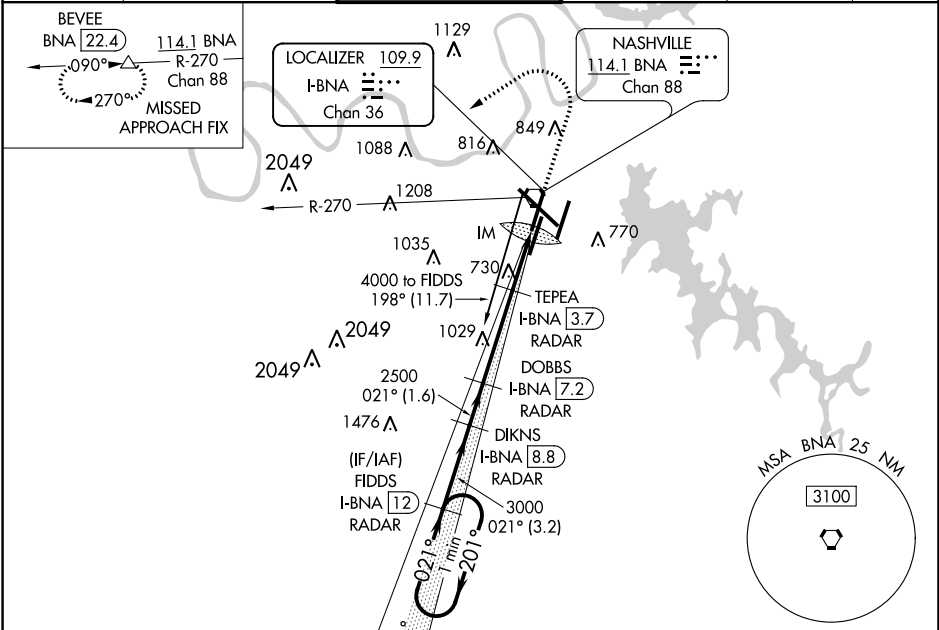 BEVEE
BNA 22.4
114.1 BNA
090°
R-270
Chan 88
270°
MISSED
APPROACH FIX
LOCALIZER 109.9
I-BNA
Chan 36
1129
NASHVILLE
114.1 BNA
Chan 88
849
816
1088
2049
1208
R-270
IM
770
1035
730
4000 to FIDDS
198° (11.7)
TEPEA
I-BNA 3.7
RADAR
1029
2049
2049
DOBBS
I-BNA 7.2
RADAR
2500
021° (1.6)
1476
DIKNS
I-BNA 8.8
RADAR
(IF/IAF)
FIDDS
I-BNA 12
RADAR
3000
021° (3.2)
021°
1 min
201°
MSA BNA 25 NM
3100